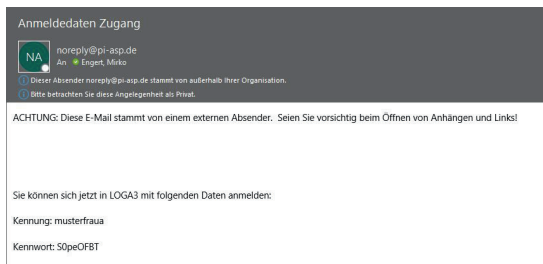 Anmeldedaten Zugang
NA
noreply@pi-asp.de
An Engert, Mirko
Dieser Absender noreply@pi-asp.de stammt von außerhalb Ihrer Organisation.
Bitte betrachten Sie diese Angelegenheit als Privat.
ACHTUNG: Diese E-Mail stammt von einem externen Absender. Seien Sie vorsichtig beim Öffnen von Anhängen und Links!
Sie können sich jetzt in LOGA3 mit folgenden Daten anmelden:
Kennung: musterfraua
Kennwort: S0peOFBT